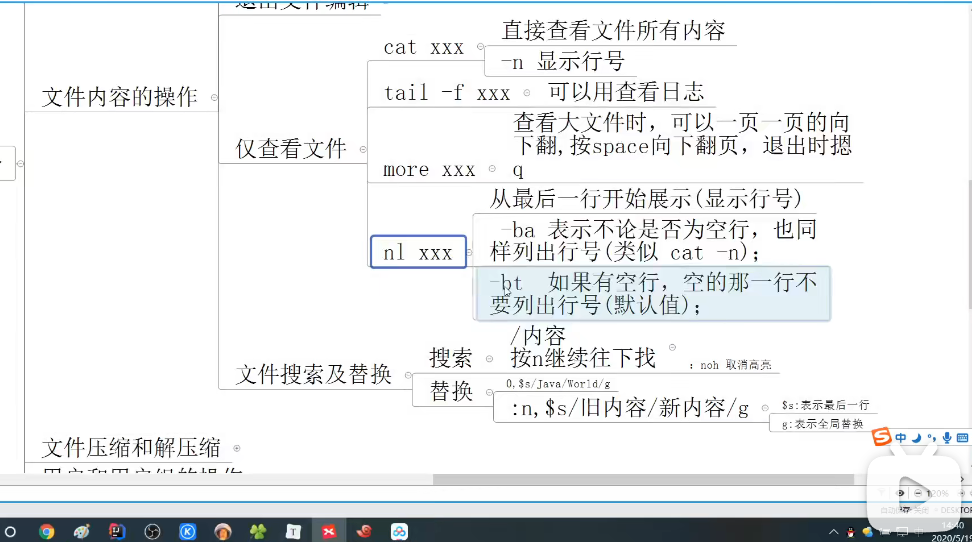 退出文件编辑
cat xxx
直接查看文件所有内容
-n 显示行号
文件内容的操作
tail -f xxx
可以用查看日志
仅查看文件
查看大文件时，可以一页一页的向
下翻,按space向下翻页，退出时摁
q
more xxx
从最后一行开始展示(显示行号)
nl xxx
-ba 表示不论是否为空行，也同
样列出行号(类似 cat -n)；
-bt 如果有空行，空的那一行不
要列出行号(默认值)；
文件搜索及替换
搜索
/内容
按n继续往下找
：noh 取消高亮
替换
0,$s/Java/World/g
:n,$s/旧内容/新内容/g
$s:表示最后一行
g:表示全局替换
文件压缩和解压缩
用户和用户组的操作
中
120%
DESKTOP
14:40
2020/5/19